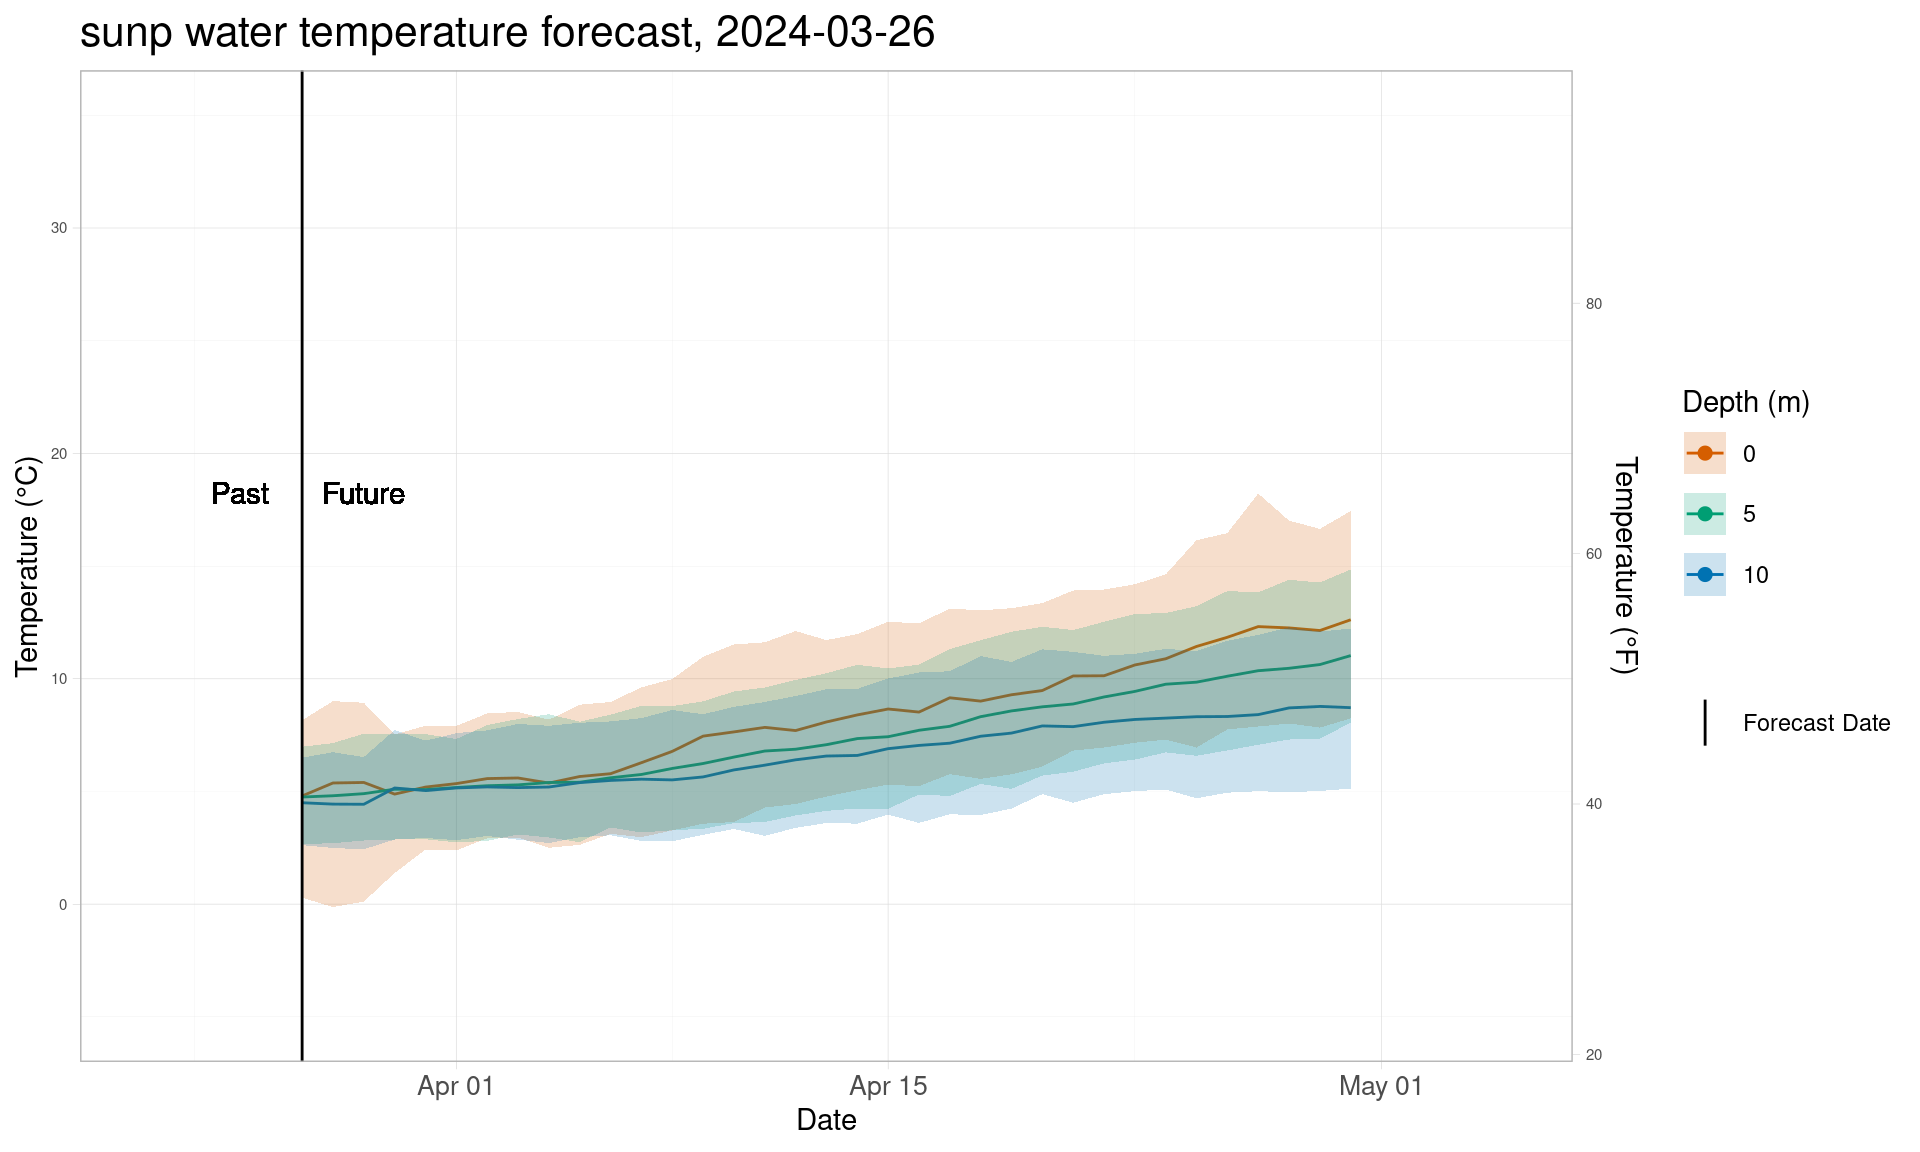 sunp water temperature forecast, 2024-03-26
Temperature (°C)
30
20
10
0
Past
Future
80
60
40
20
Temperature (°F)
Apr 01
Apr 15
May 01
Date
Depth (m)
0
5
10
Forecast Date